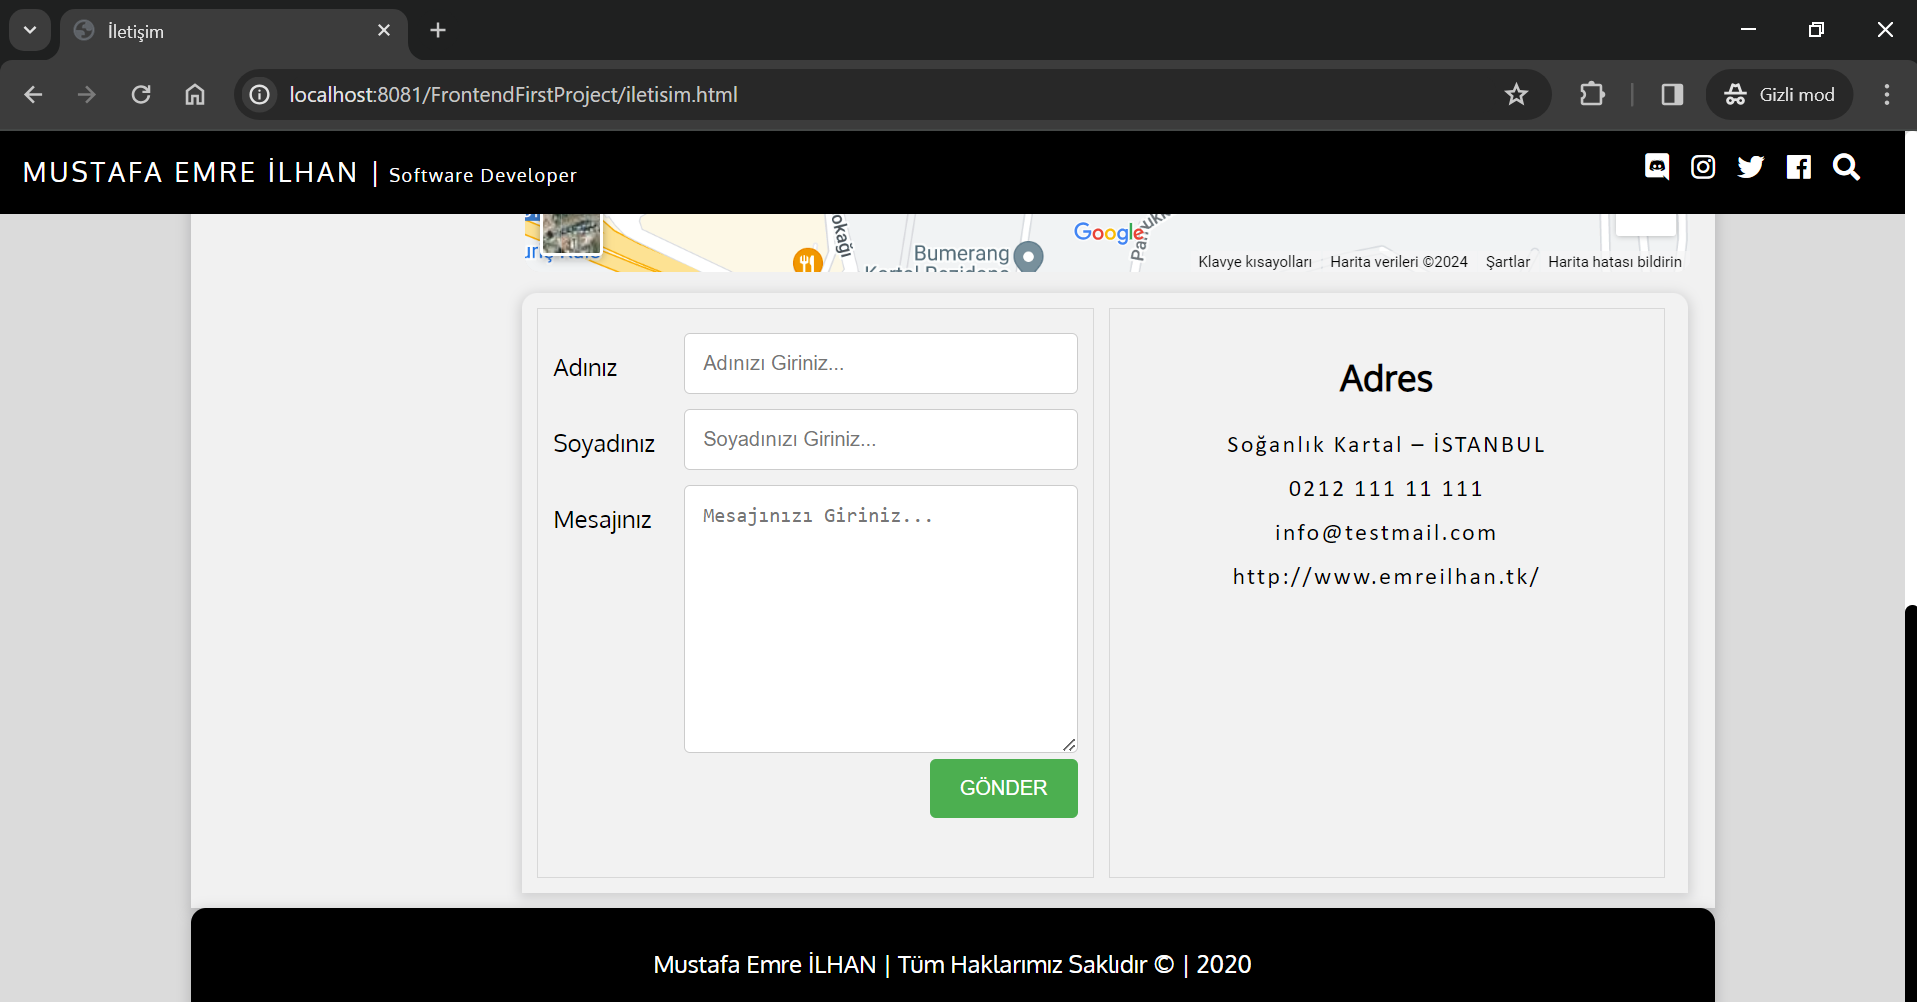 İletişim
localhost:8081/FrontendFirstProject/iletisim.html
Gizli mod
MUSTAFA EMRE İLHAN | Software Developer
okağı
Bumerang
Google
Klavye kısayolları
Harita verileri ©2024
Şartlar
Harita hatası bildirin
Adınız
Adınızı Giriniz...
Soyadınız
Soyadınızı Giriniz...
Mesajınız
Mesajınızı Giriniz...
GÖNDER
Adres
Soğanlık Kartal – İSTANBUL
0212 111 11 111
info@testmail.com
http://www.emreilhan.tk/
Mustafa Emre İLHAN | Tüm Haklarımız Saklıdır © | 2020